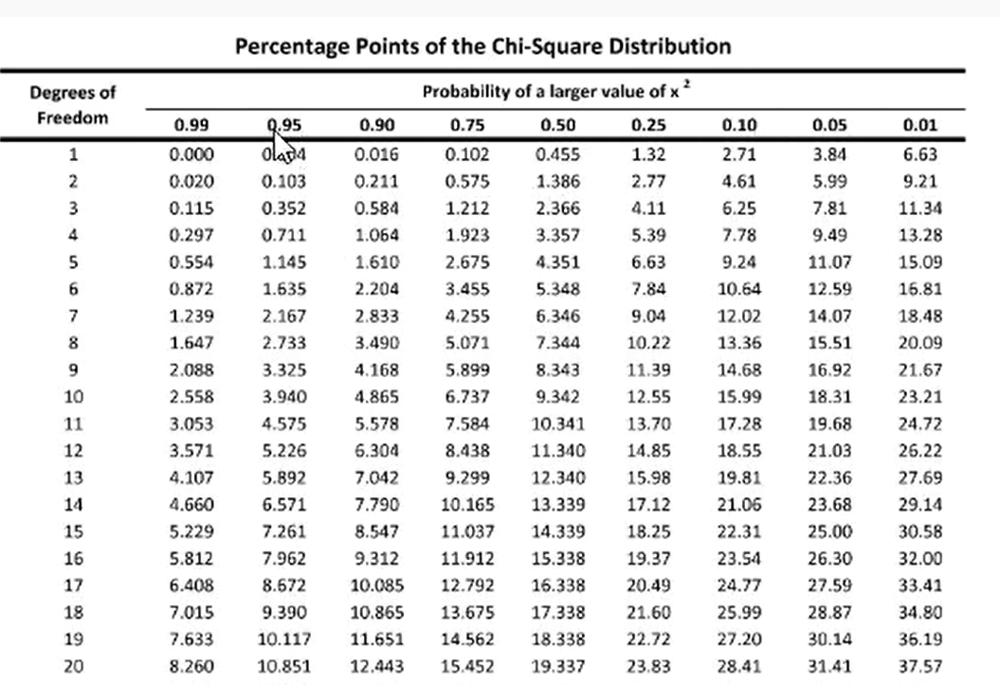 Percentage Points of the Chi-Square Distribution
Degrees of Freedom Probability of a larger value of x 2
0.99 0.95 0.90 0.75 0.50 0.25 0.10 0.05 0.01
1 0.000 0.016 0.102 0.455 1.32 2.71 3.84 6.63
2 0.020 0.103 0.211 0.575 1.386 2.77 4.61 5.99 9.21
3 0.115 0.352 0.584 1.212 2.366 4.11 6.25 7.81 11.34
4 0.297 0.711 1.064 1.923 3.357 5.39 7.78 9.49 13.28
5 0.554 1.145 1.610 2.675 4.351 6.63 9.24 11.07 15.09
6 0.872 1.635 2.204 3.455 5.348 7.84 10.64 12.59 16.81
7 1.239 2.167 2.833 4.255 6.346 9.04 12.02 14.07 18.48
8 1.647 2.733 3.490 5.071 7.344 10.22 13.36 15.51 20.09
9 2.088 3.325 4.168 5.899 8.343 11.39 14.68 16.92 21.67
10 2.558 3.940 4.865 6.737 9.342 12.55 15.99 18.31 23.21
11 3.053 4.575 5.578 7.584 10.341 13.70 17.28 19.68 24.72
12 3.571 5.226 6.304 8.438 11.340 14.85 18.55 21.03 26.22
13 4.107 5.892 7.042 9.299 12.340 15.98 19.81 22.36 27.69
14 4.660 6.571 7.790 10.165 13.339 17.12 21.06 23.68 29.14
15 5.229 7.261 8.547 11.037 14.339 18.25 22.31 25.00 30.58
16 5.812 7.962 9.312 11.912 15.338 19.37 23.54 26.30 32.00
17 6.408 8.672 10.085 12.792 16.338 20.49 24.77 27.59 33.41
18 7.015 9.390 10.865 13.675 17.338 21.60 25.99 28.87 34.80
19 7.633 10.117 11.651 14.562 18.338 22.72 27.20 30.14 36.19
20 8.260 10.851 12.443 15.452 19.337 23.83 28.41 31.41 37.57